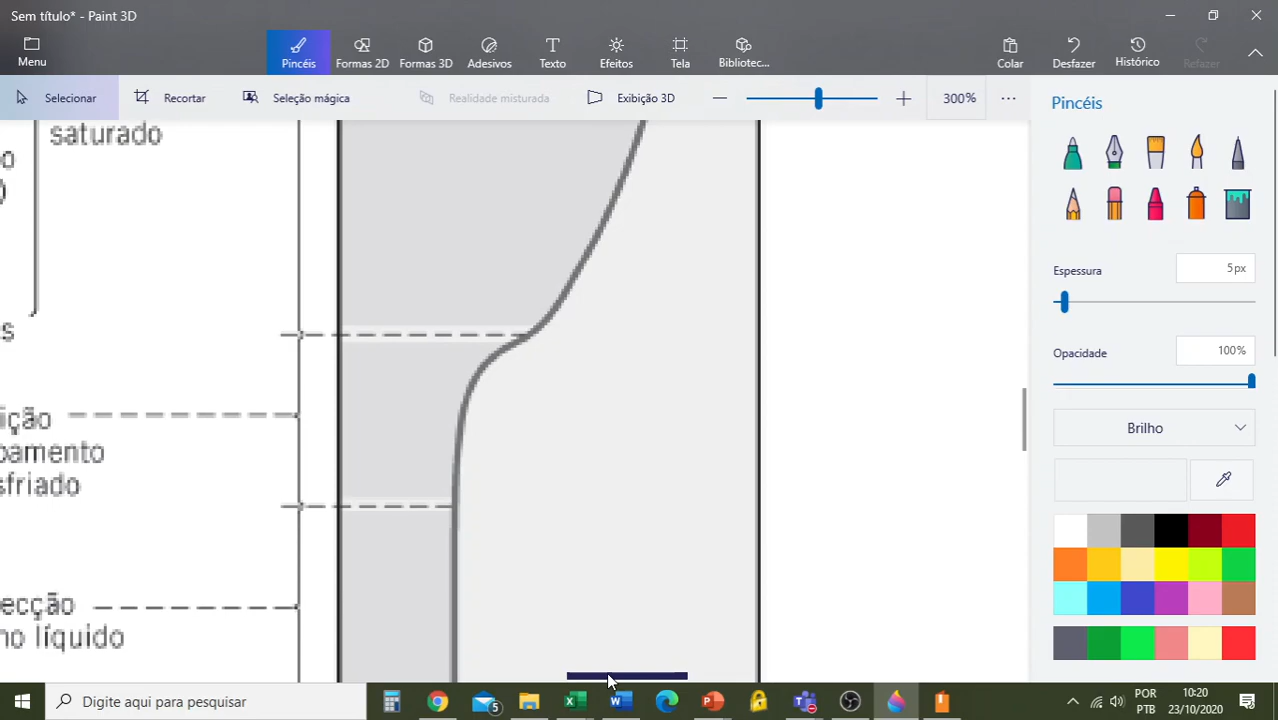 Sem título* - Paint 3D
Menu
Pincéis
Formas 2D
Formas 3D
Adesivos
Texto
Efeitos
Tela
Bibliotec...
Colar
Desfazer
Histórico
Refazer
Selecionar
Recortar
Seleção mágica
Realidade misturada
Exibição 3D
300%
Pincéis
Espessura
5px
Opacidade
100%
Brilho
saturado
o
)
s
ição
oamento
sfriado
ecção
no líquido
Digite aqui para pesquisar
5
POR
PTB
10:20
23/10/2020